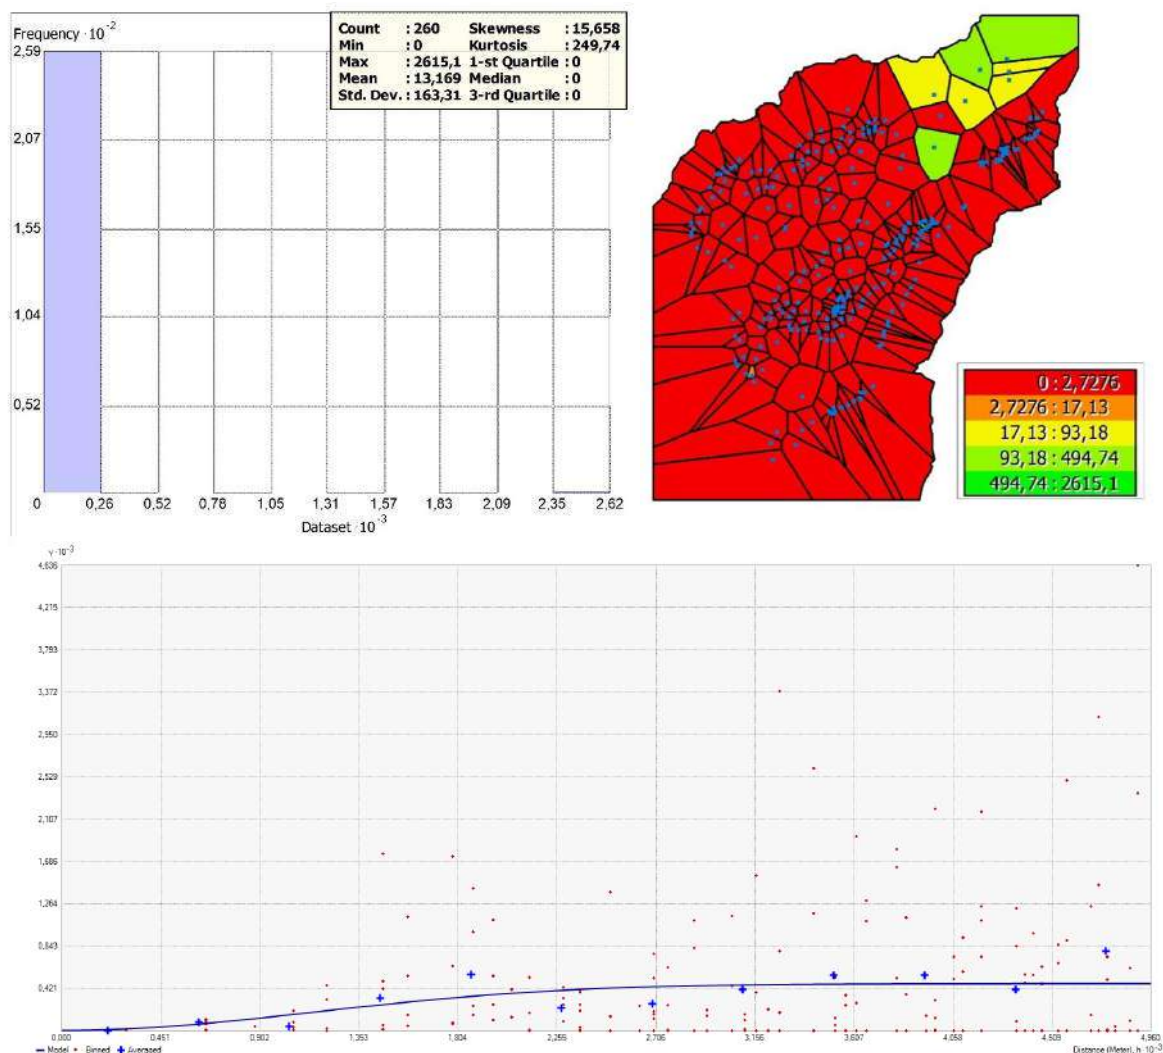 Frequency · 10⁻²
2,59
2,07
1,55
1,04
0,52
0 0,26 0,52 0,78 1,05 1,31 1,57 1,83 2,09 2,35 2,62
Dataset · 10⁻³
Count : 260 Skewness : 15,658
Min : 0 Kurtosis : 249,74
Max : 2615,1 1-st Quartile : 0
Mean : 13,169 Median : 0
Std. Dev. : 163,31 3-rd Quartile : 0
0 : 2,7276
2,7276 : 17,13
17,13 : 93,18
93,18 : 494,74
494,74 : 2615,1
γ · 10⁻³
4,636
4,215
3,793
3,372
2,950
2,529
2,107
1,686
1,264
0,843
0,421
0,000 0,451 0,902 1,353 1,804 2,255 2,705 3,156 3,607 4,058 4,509 4,960
Model Binned Averaged
Distance (Meter), h · 10⁻³